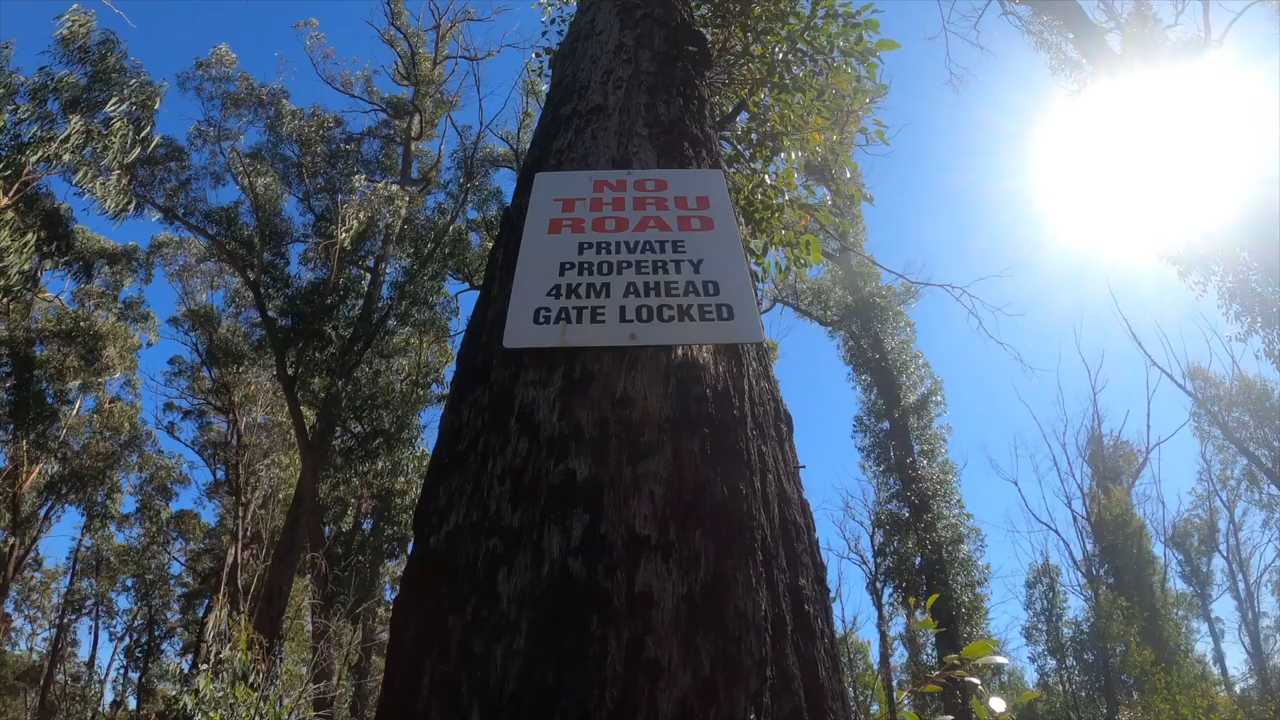 NO
THRU
ROAD
PRIVATE
PROPERTY
4KM AHEAD
GATE LOCKED